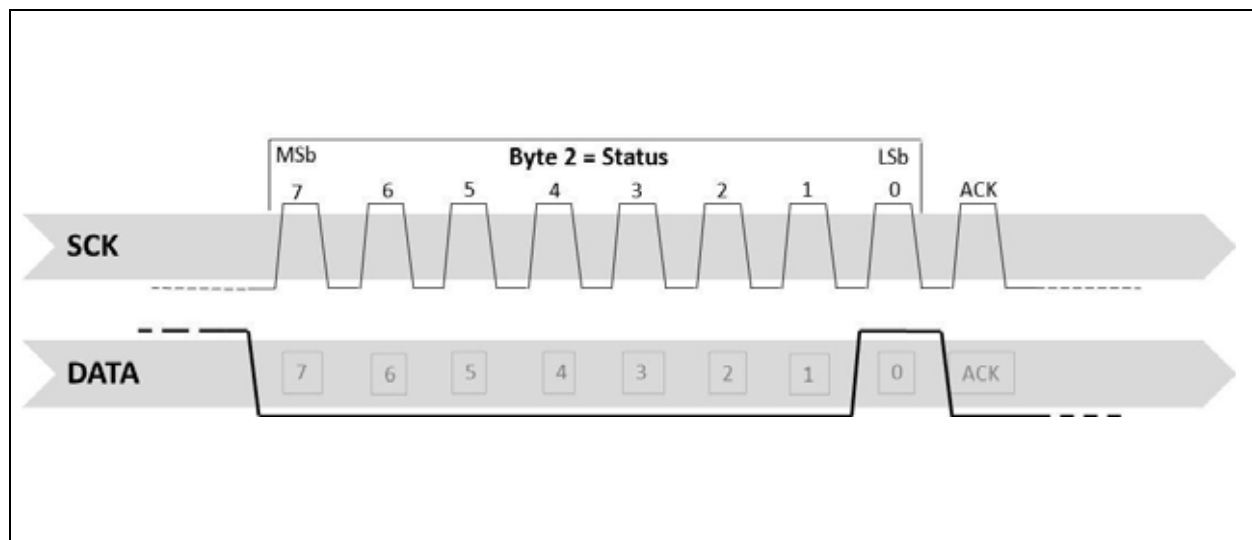 MSb Byte 2 = Status LSb
7 6 5 4 3 2 1 0 ACK
SCK
DATA 7 6 5 4 3 2 1 0 ACK